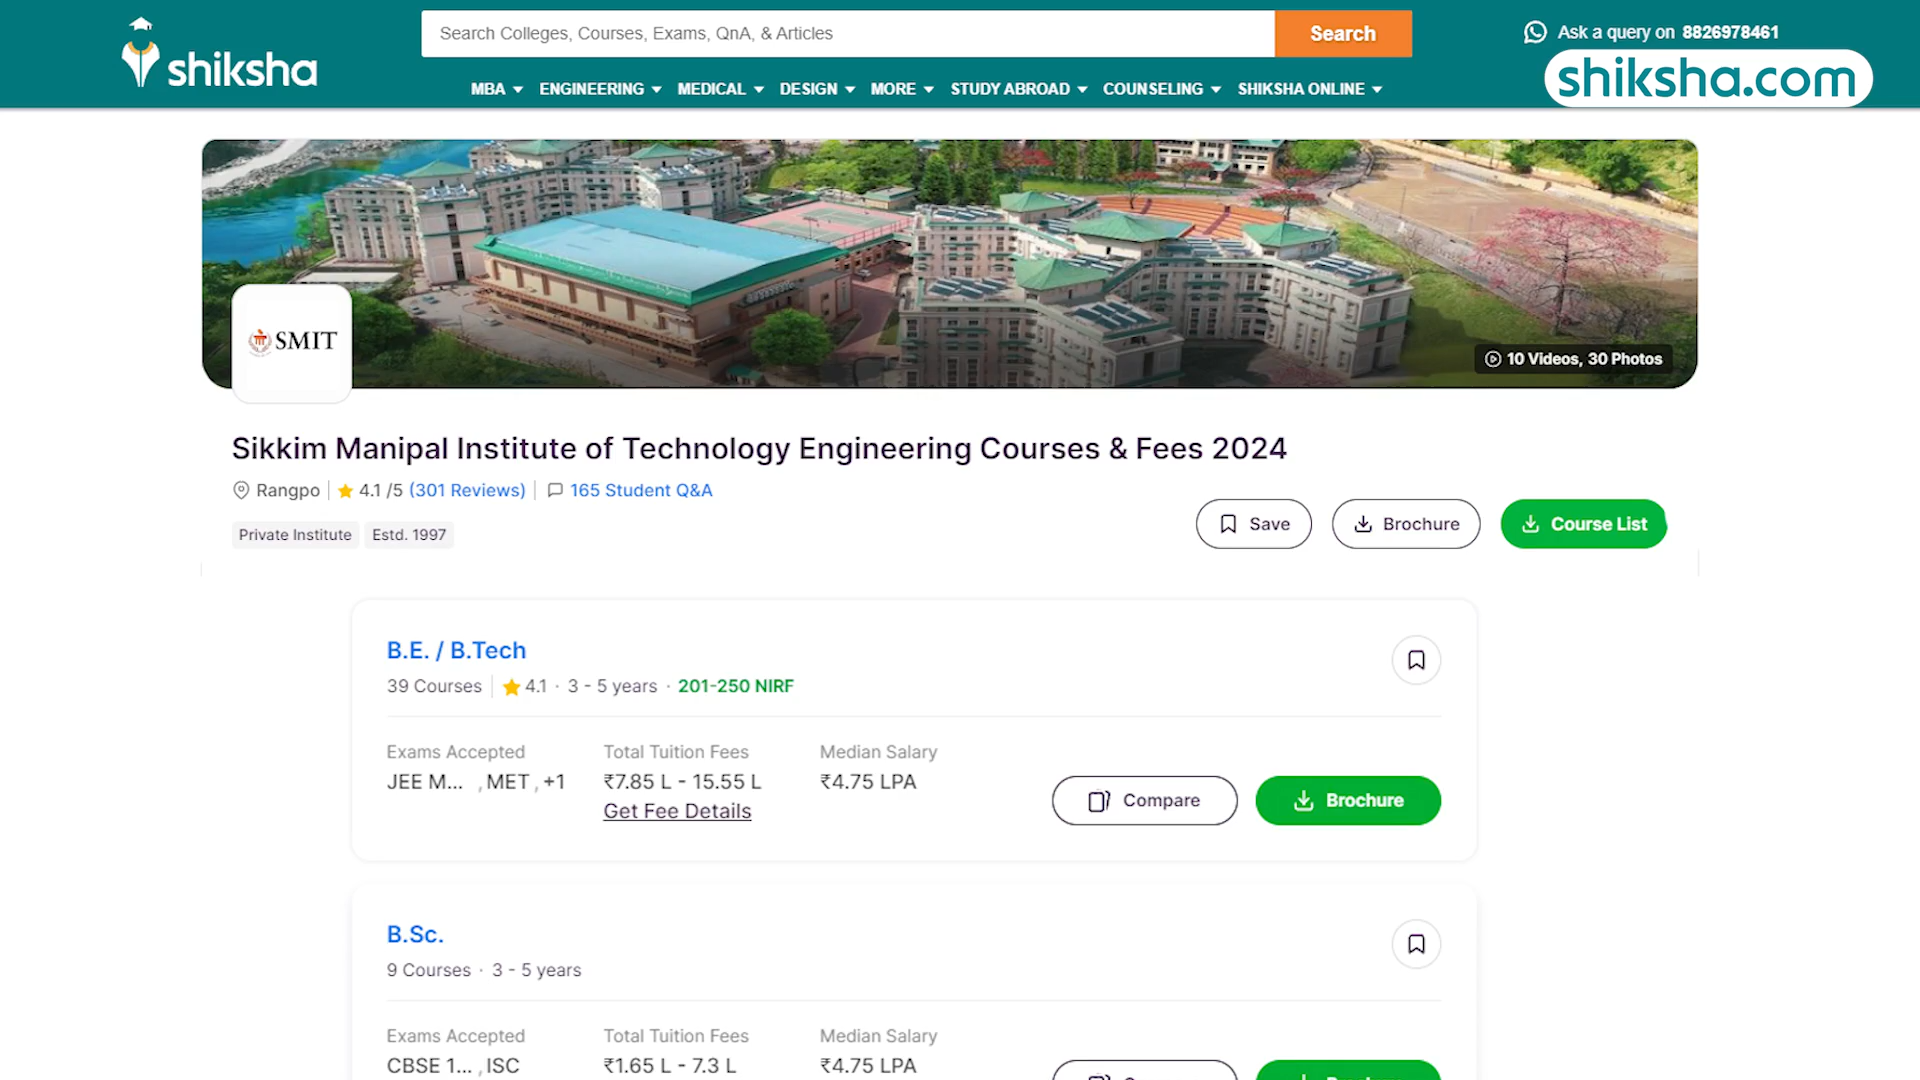 shiksha
Search Colleges, Courses, Exams, QnA, & Articles
Search
Ask a query on 8826978461
shiksha.com
MBA ENGINEERING MEDICAL DESIGN MORE STUDY ABROAD COUNSELING SHIKSHA ONLINE
SMIT
10 Videos, 30 Photos
Sikkim Manipal Institute of Technology Engineering Courses & Fees 2024
Rangpo 4.1 /5 (301 Reviews) 165 Student Q&A
Private Institute Estd. 1997
Save Brochure Course List
B.E. / B.Tech
39 Courses 4.1 · 3 - 5 years · 201-250 NIRF
Exams Accepted Total Tuition Fees Median Salary
JEE M... , MET , +1 ₹7.85 L - 15.55 L ₹4.75 LPA
Get Fee Details
Compare Brochure
B.Sc.
9 Courses · 3 - 5 years
Exams Accepted Total Tuition Fees Median Salary
CBSE 1... , ISC ₹1.65 L - 7.3 L ₹4.75 LPA